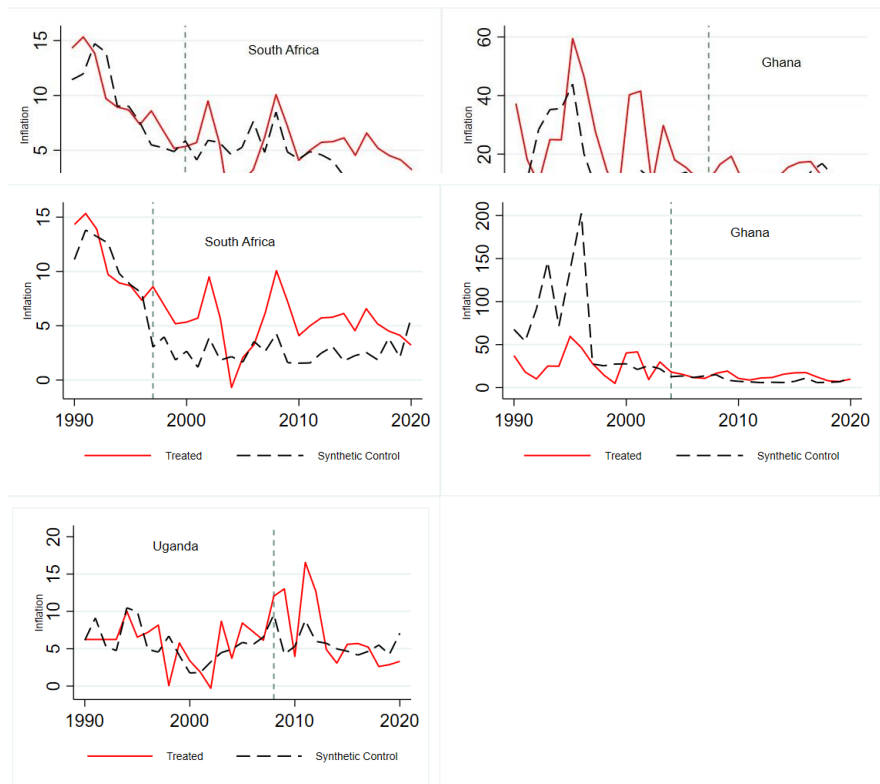 South Africa
Inflation
15
10
5
Ghana
60
40
20
South Africa
Inflation
15
10
5
0
1990 2000 2010 2020
Treated Synthetic Control
Ghana
Inflation
200
150
100
50
0
1990 2000 2010 2020
Treated Synthetic Control
Uganda
Inflation
20
15
10
5
0
1990 2000 2010 2020
Treated Synthetic Control